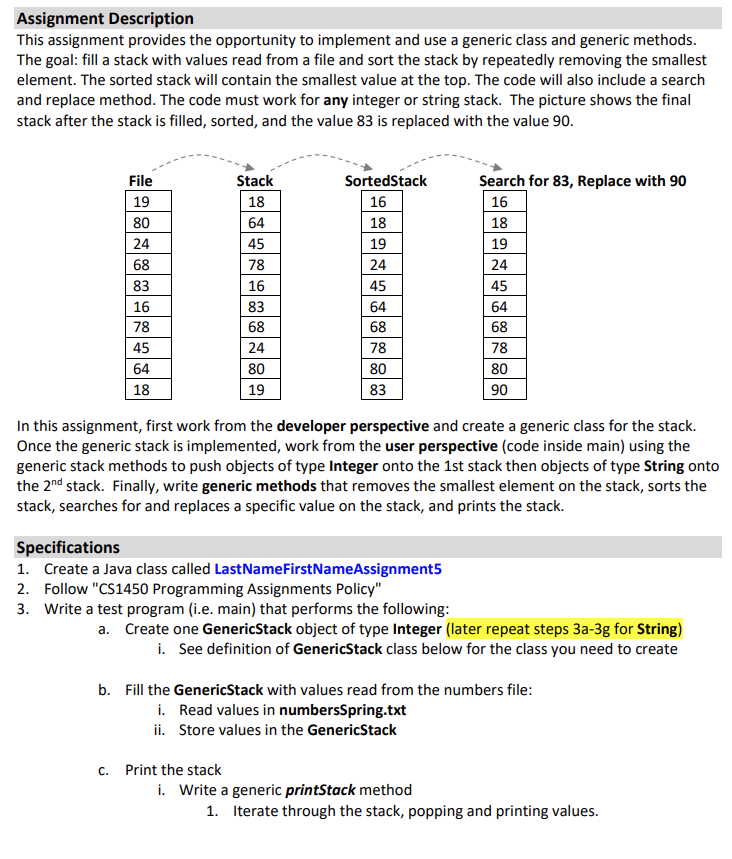 Assignment Description
This assignment provides the opportunity to implement and use a generic class and generic methods.
The goal: fill a stack with values read from a file and sort the stack by repeatedly removing the smallest
element. The sorted stack will contain the smallest value at the top. The code will also include a search
and replace method. The code must work for any integer or string stack. The picture shows the final
stack after the stack is filled, sorted, and the value 83 is replaced with the value 90.
File Stack SortedStack Search for 83, Replace with 90
19 18 16 16
80 64 18 18
24 45 19 19
68 78 24 24
83 16 45 45
16 83 64 64
78 68 68 68
45 24 78 78
64 80 80 80
18 19 83 90
In this assignment, first work from the developer perspective and create a generic class for the stack.
Once the generic stack is implemented, work from the user perspective (code inside main) using the
generic stack methods to push objects of type Integer onto the 1st stack then objects of type String onto
the 2nd stack. Finally, write generic methods that removes the smallest element on the stack, sorts the
stack, searches for and replaces a specific value on the stack, and prints the stack.
Specifications
1. Create a Java class called LastNameFirstNameAssignment5
2. Follow "CS1450 Programming Assignments Policy"
3. Write a test program (i.e. main) that performs the following:
a. Create one GenericStack object of type Integer (later repeat steps 3a-3g for String)
i. See definition of GenericStack class below for the class you need to create
b. Fill the GenericStack with values read from the numbers file:
i. Read values in numbersSpring.txt
ii. Store values in the GenericStack
c. Print the stack
i. Write a generic printStack method
1. Iterate through the stack, popping and printing values.